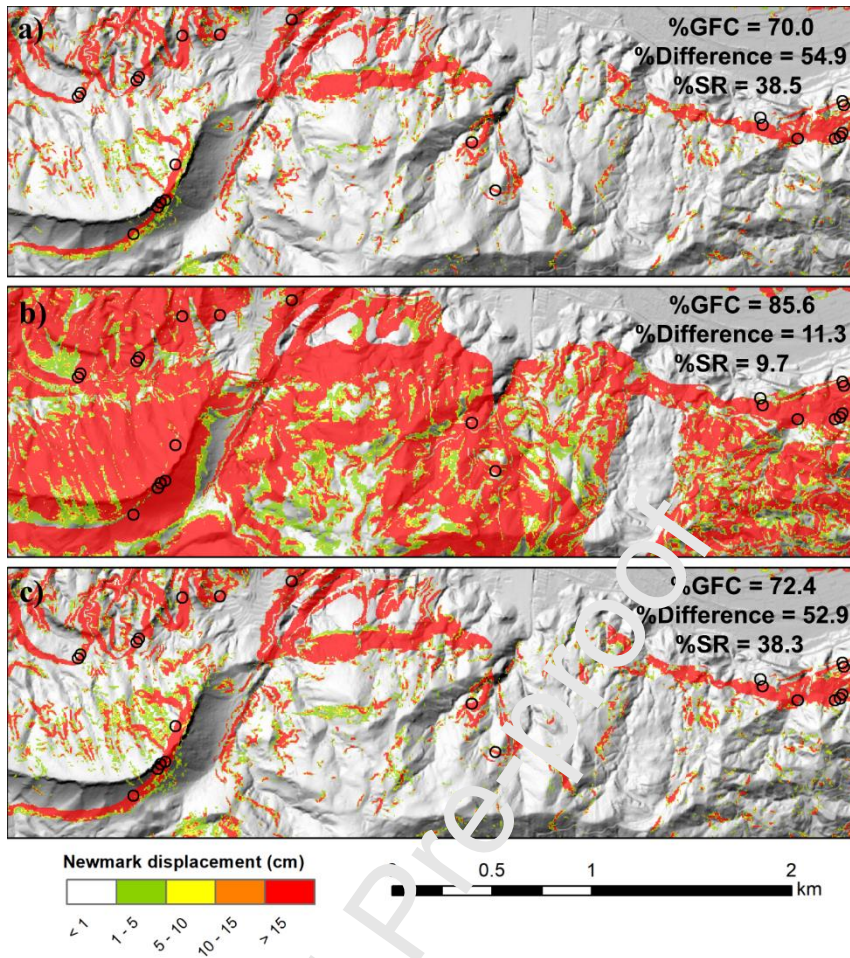 a)
%GFC = 70.0
%Difference = 54.9
%SR = 38.5
b)
%GFC = 85.6
%Difference = 11.3
%SR = 9.7
c)
%GFC = 72.4
%Difference = 52.9
%SR = 38.3
Newmark displacement (cm)
< 1
1 - 5
5 - 10
10 - 15
> 15
0.5
1
2
km
Pre-proof